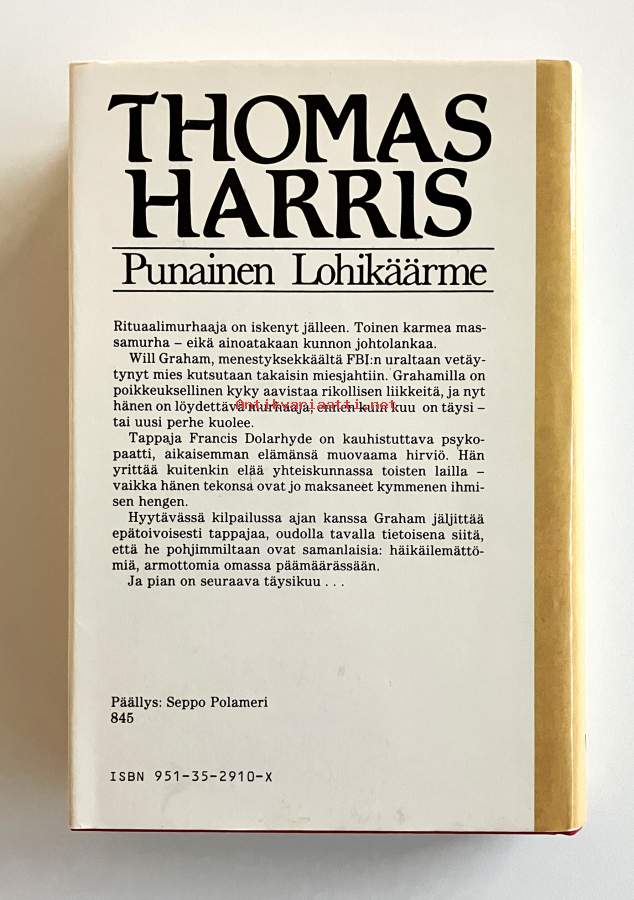 THOMAS
HARRIS
Punainen Lohikäärme
Rituaalimurhaaja on iskenyt jälleen. Toinen karmea mas-
samurha – eikä ainoatakaan kunnon johtolankaa.
Will Graham, menestyksekkäältä FBI:n uraltaan vetäy-
tynyt mies kutsutaan takaisin miesjahtiin. Grahamilla on
poikkeuksellinen kyky aavistaa rikollisen liikkeitä, ja nyt
hänen on löydettävä murhaaja, ennen kuin kuu on täysi –
Antikvariaatti.net
tai uusi perhe kuolee.
Tappaja Francis Dolarhyde on kauhistuttava psyko-
paatti, aikaisemman elämänsä muovaama hirviö. Hän
yrittää kuitenkin elää yhteiskunnassa toisten lailla –
vaikka hänen tekonsa ovat jo maksaneet kymmenen ihmi-
sen hengen.
Hyytävässä kilpailussa ajan kanssa Graham jäljittää
epätoivoisesti tappajaa, oudolla tavalla tietoisena siitä,
että he pohjimmiltaan ovat samanlaisia: häikäilemättö-
miä, armottomia omassa päämäärässään.
Ja pian on seuraava täysikuu . . .
Päällys: Seppo Polameri
845
ISBN 951-35-2910-X